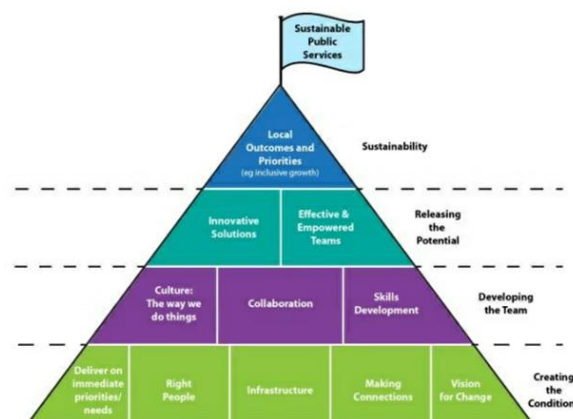 Sustainable
Public
Services
Local
Outcomes and
Priorities
(eg inclusive growth)
Sustainability
Innovative
Solutions
Effective &
Empowered
Teams
Releasing
the
Potential
Culture:
The way we
do things
Collaboration
Skills
Development
Developing
the Team
Deliver on
immediate
priorities/
needs
Right
People
Infrastructure
Making
Connections
Vision
for Change
Creating
the
Condition